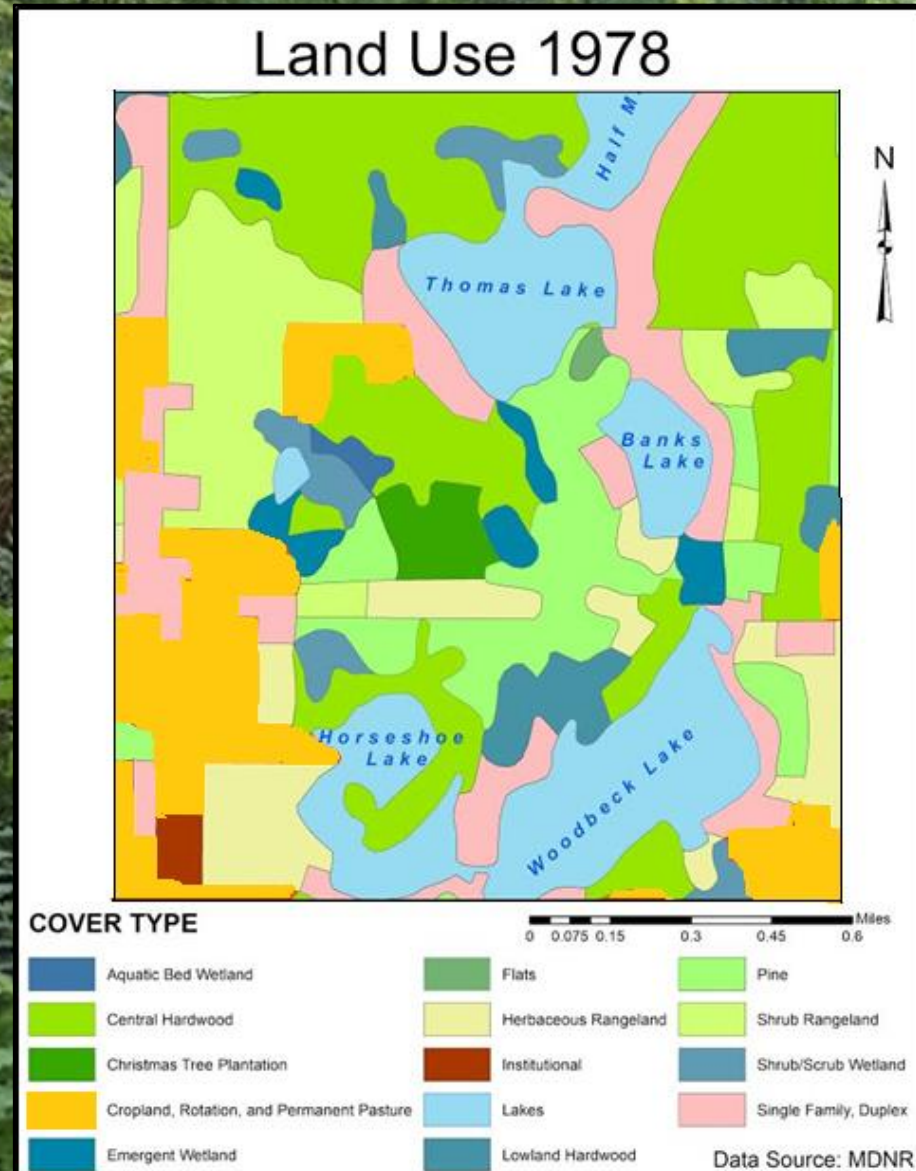 Land Use 1978
N
Half M
Thomas Lake
Banks
Lake
Horseshoe
Lake
Woodbeck Lake
COVER TYPE
Miles
0 0.075 0.15 0.3 0.45 0.6
Aquatic Bed Wetland
Flats
Pine
Central Hardwood
Herbaceous Rangeland
Shrub Rangeland
Christmas Tree Plantation
Institutional
Shrub/Scrub Wetland
Cropland, Rotation, and Permanent Pasture
Lakes
Single Family, Duplex
Emergent Wetland
Lowland Hardwood
Data Source: MDNR